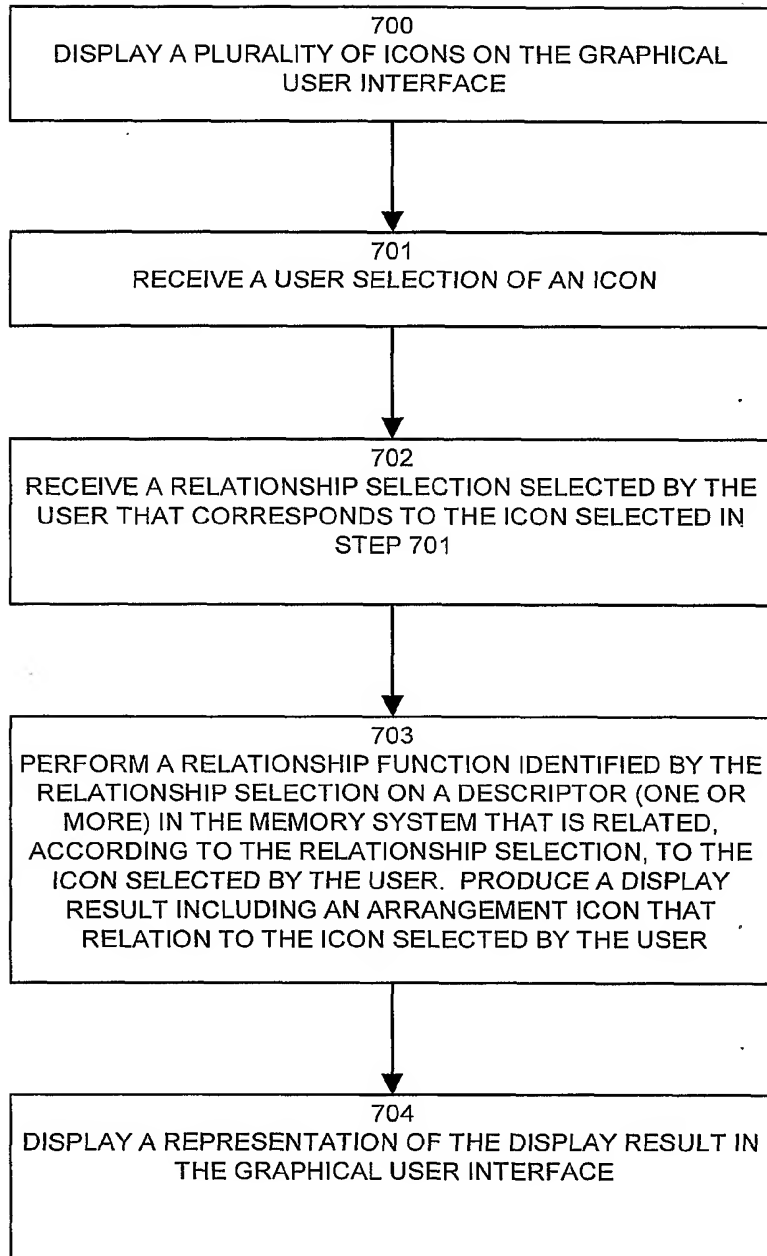 700
DISPLAY A PLURALITY OF ICONS ON THE GRAPHICAL
USER INTERFACE
701
RECEIVE A USER SELECTION OF AN ICON
702
RECEIVE A RELATIONSHIP SELECTION SELECTED BY THE
USER THAT CORRESPONDS TO THE ICON SELECTED IN
STEP 701
703
PERFORM A RELATIONSHIP FUNCTION IDENTIFIED BY THE
RELATIONSHIP SELECTION ON A DESCRIPTOR (ONE OR
MORE) IN THE MEMORY SYSTEM THAT IS RELATED,
ACCORDING TO THE RELATIONSHIP SELECTION, TO THE
ICON SELECTED BY THE USER. PRODUCE A DISPLAY
RESULT INCLUDING AN ARRANGEMENT ICON THAT
RELATION TO THE ICON SELECTED BY THE USER
704
DISPLAY A REPRESENTATION OF THE DISPLAY RESULT IN
THE GRAPHICAL USER INTERFACE